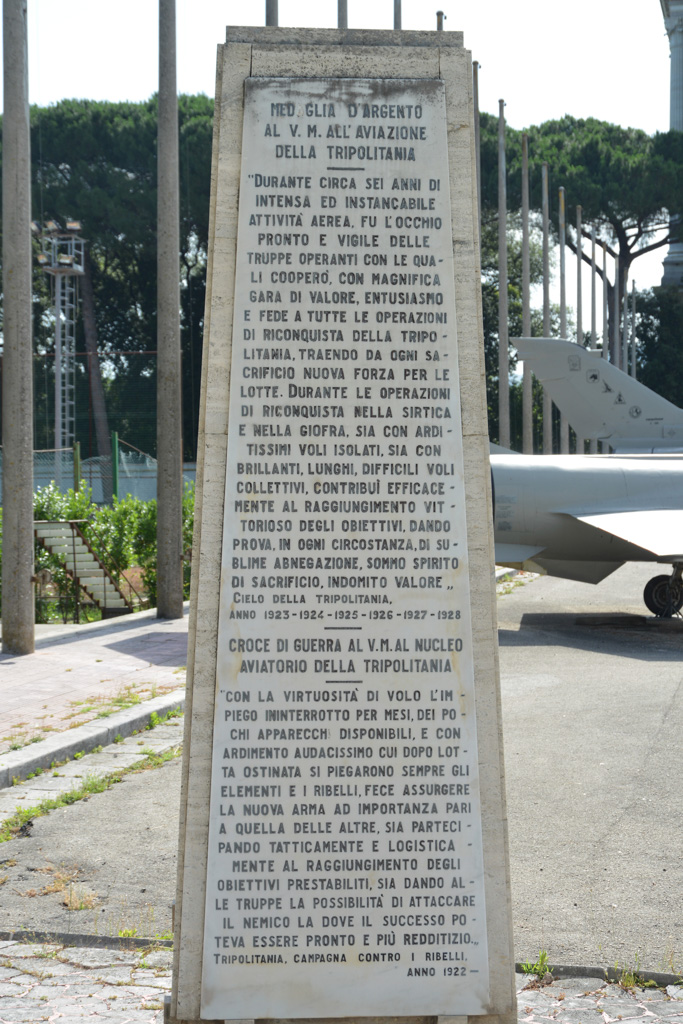 MED GLIA D'ARGENTO
AL V. M. ALL'AVIAZIONE
DELLA TRIPOLITANIA
"DURANTE CIRCA SEI ANNI DI
INTENSA ED INSTANCABILE
ATTIVITÀ AEREA, FU L'OCCHIO
PRONTO E VIGILE DELLE
TRUPPE OPERANTI CON LE QUA-
LI COOPERÒ, CON MAGNIFICA
GARA DI VALORE, ENTUSIASMO
E FEDE A TUTTE LE OPERAZIONI
DI RICONQUISTA DELLA TRIPO-
LITANIA, TRAENDO DA OGNI SA-
CRIFICIO NUOVA FORZA PER LE
LOTTE. DURANTE LE OPERAZIONI
DI RICONQUISTA NELLA SIRTICA
E NELLA GIOFRA, SIA CON ARDI-
TISSIMI VOLI ISOLATI, SIA CON
BRILLANTI, LUNGHI, DIFFICILI VOLI
COLLETTIVI, CONTRIBUÌ EFFICACE-
MENTE AL RAGGIUNGIMENTO VIT-
TORIOSO DEGLI OBIETTIVI, DANDO
PROVA, IN OGNI CIRCOSTANZA, DI SU-
BLIME ABNEGAZIONE, SOMMO SPIRITO
DI SACRIFICIO, INDOMITO VALORE„
CIELO DELLA TRIPOLITANIA,
ANNO 1923-1924-1925-1926-1927-1928
CROCE DI GUERRA AL V.M. AL NUCLEO
AVIATORIO DELLA TRIPOLITANIA
"CON LA VIRTUOSITÀ DI VOLO L'IM-
PIEGO ININTERROTTO PER MESI, DEI PO-
CHI APPARECCHI DISPONIBILI, E CON
ARDIMENTO AUDACISSIMO CUI DOPO LOT-
TA OSTINATA SI PIEGARONO SEMPRE GLI
ELEMENTI E I RIBELLI, FECE ASSURGERE
LA NUOVA ARMA AD IMPORTANZA PARI
A QUELLA DELLE ALTRE, SIA PARTECI-
PANDO TATTICAMENTE E LOGISTICA-
MENTE AL RAGGIUNGIMENTO DEGLI
OBIETTIVI PRESTABILITI, SIA DANDO AL-
LE TRUPPE LA POSSIBILITÀ DI ATTACCARE
IL NEMICO LA DOVE IL SUCCESSO PO-
TEVA ESSERE PRONTO E PIÙ REDDITIZIO„
TRIPOLITANIA, CAMPAGNA CONTRO I RIBELLI.
ANNO 1922-